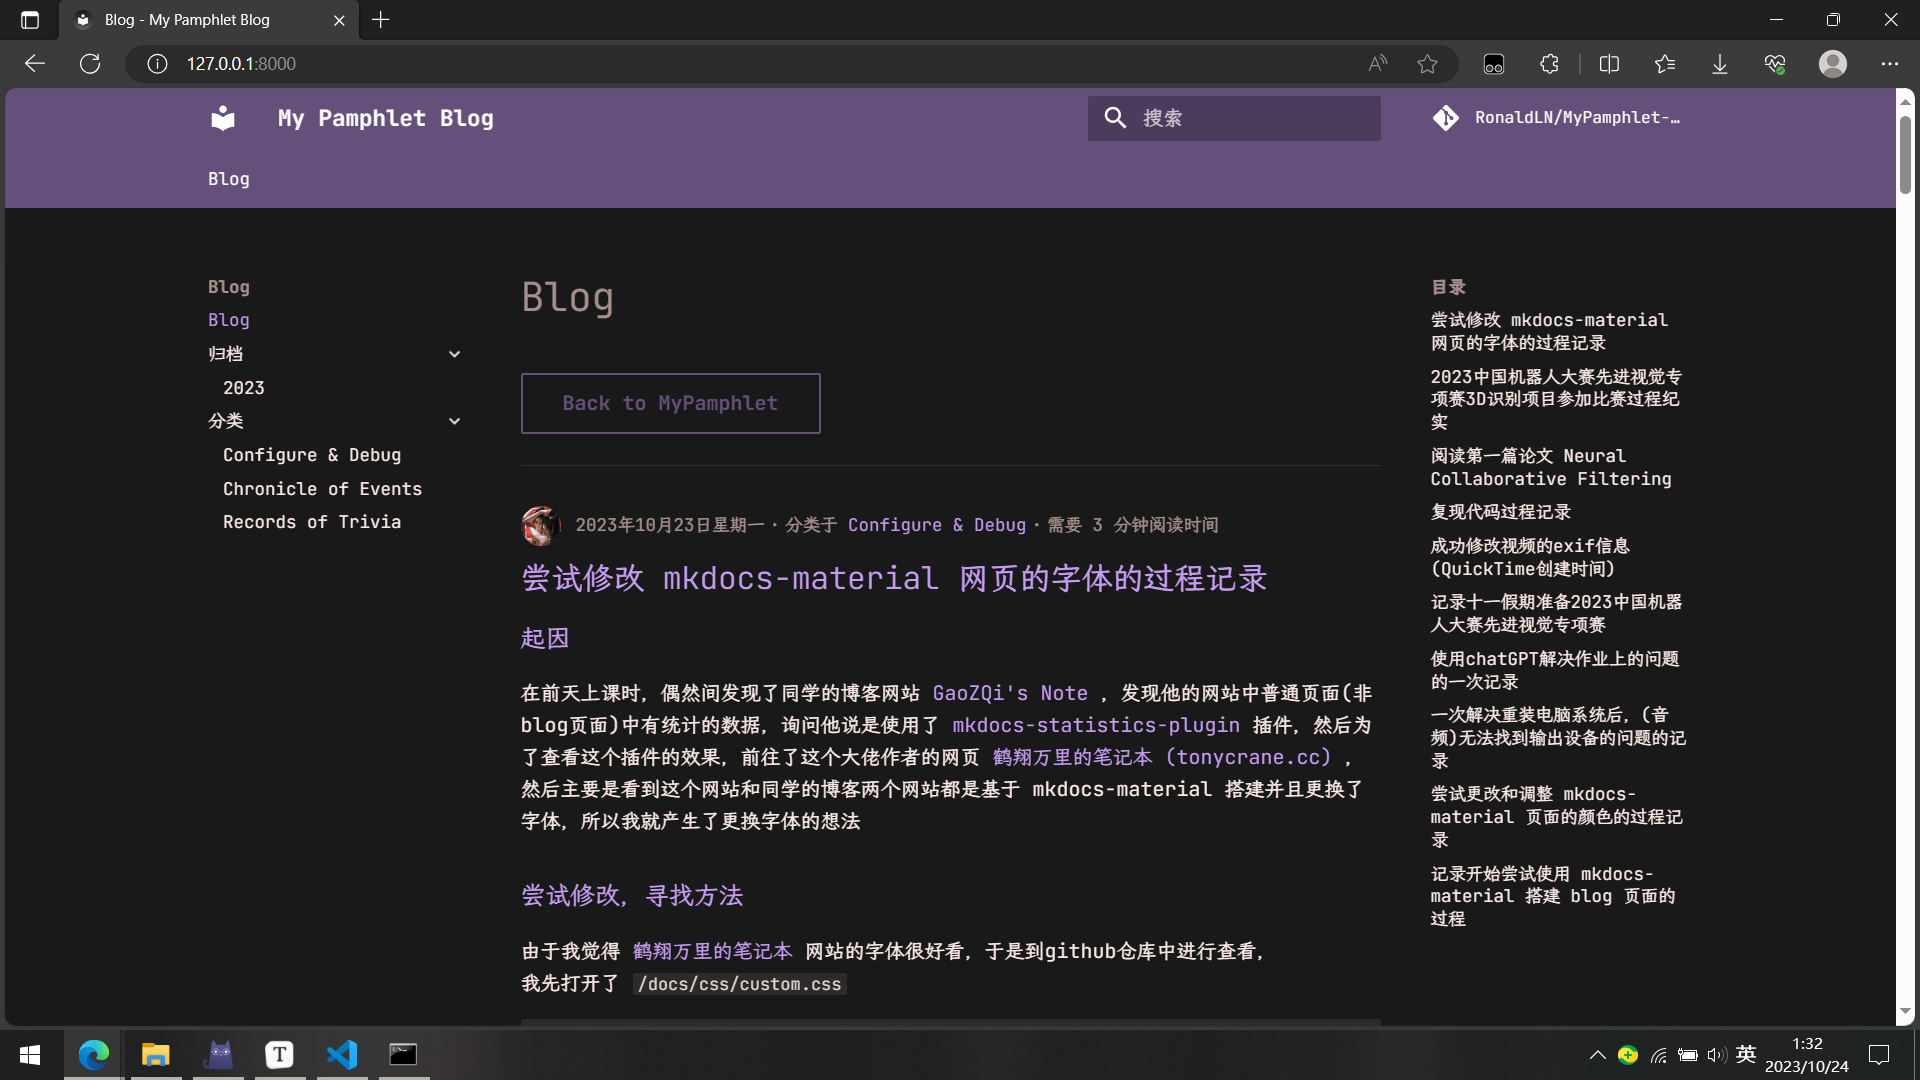 Blog - My Pamphlet Blog
127.0.0.1:8000
My Pamphlet Blog
搜索
RonaldLN/MyPamphlet-…
Blog
Blog
Blog
归档
2023
分类
Configure & Debug
Chronicle of Events
Records of Trivia
Blog
Back to MyPamphlet
2023年10月23日星期一 · 分类于 Configure & Debug · 需要 3 分钟阅读时间
尝试修改 mkdocs-material 网页的字体的过程记录
起因
在前天上课时，偶然间发现了同学的博客网站 GaoZQi's Note ，发现他的网站中普通页面(非
blog页面)中有统计的数据，询问他说是使用了 mkdocs-statistics-plugin 插件，然后为
了查看这个插件的效果，前往了这个大佬作者的网页 鹤翔万里的笔记本 (tonycrane.cc) ，
然后主要是看到这个网站和同学的博客两个网站都是基于 mkdocs-material 搭建并且更换了
字体，所以我就产生了更换字体的想法
尝试修改，寻找方法
由于我觉得 鹤翔万里的笔记本 网站的字体很好看，于是到github仓库中进行查看，
我先打开了 /docs/css/custom.css
目录
尝试修改 mkdocs-material
网页的字体的过程记录
2023中国机器人大赛先进视觉专
项赛3D识别项目参加比赛过程纪
实
阅读第一篇论文 Neural
Collaborative Filtering
复现代码过程记录
成功修改视频的exif信息
(QuickTime创建时间)
记录十一假期准备2023中国机器
人大赛先进视觉专项赛
使用chatGPT解决作业上的问题
的一次记录
一次解决重装电脑系统后，(音
频)无法找到输出设备的问题的记
录
尝试更改和调整 mkdocs-
material 页面的颜色的过程记
录
记录开始尝试使用 mkdocs-
material 搭建 blog 页面的
过程
英
1:32
2023/10/24